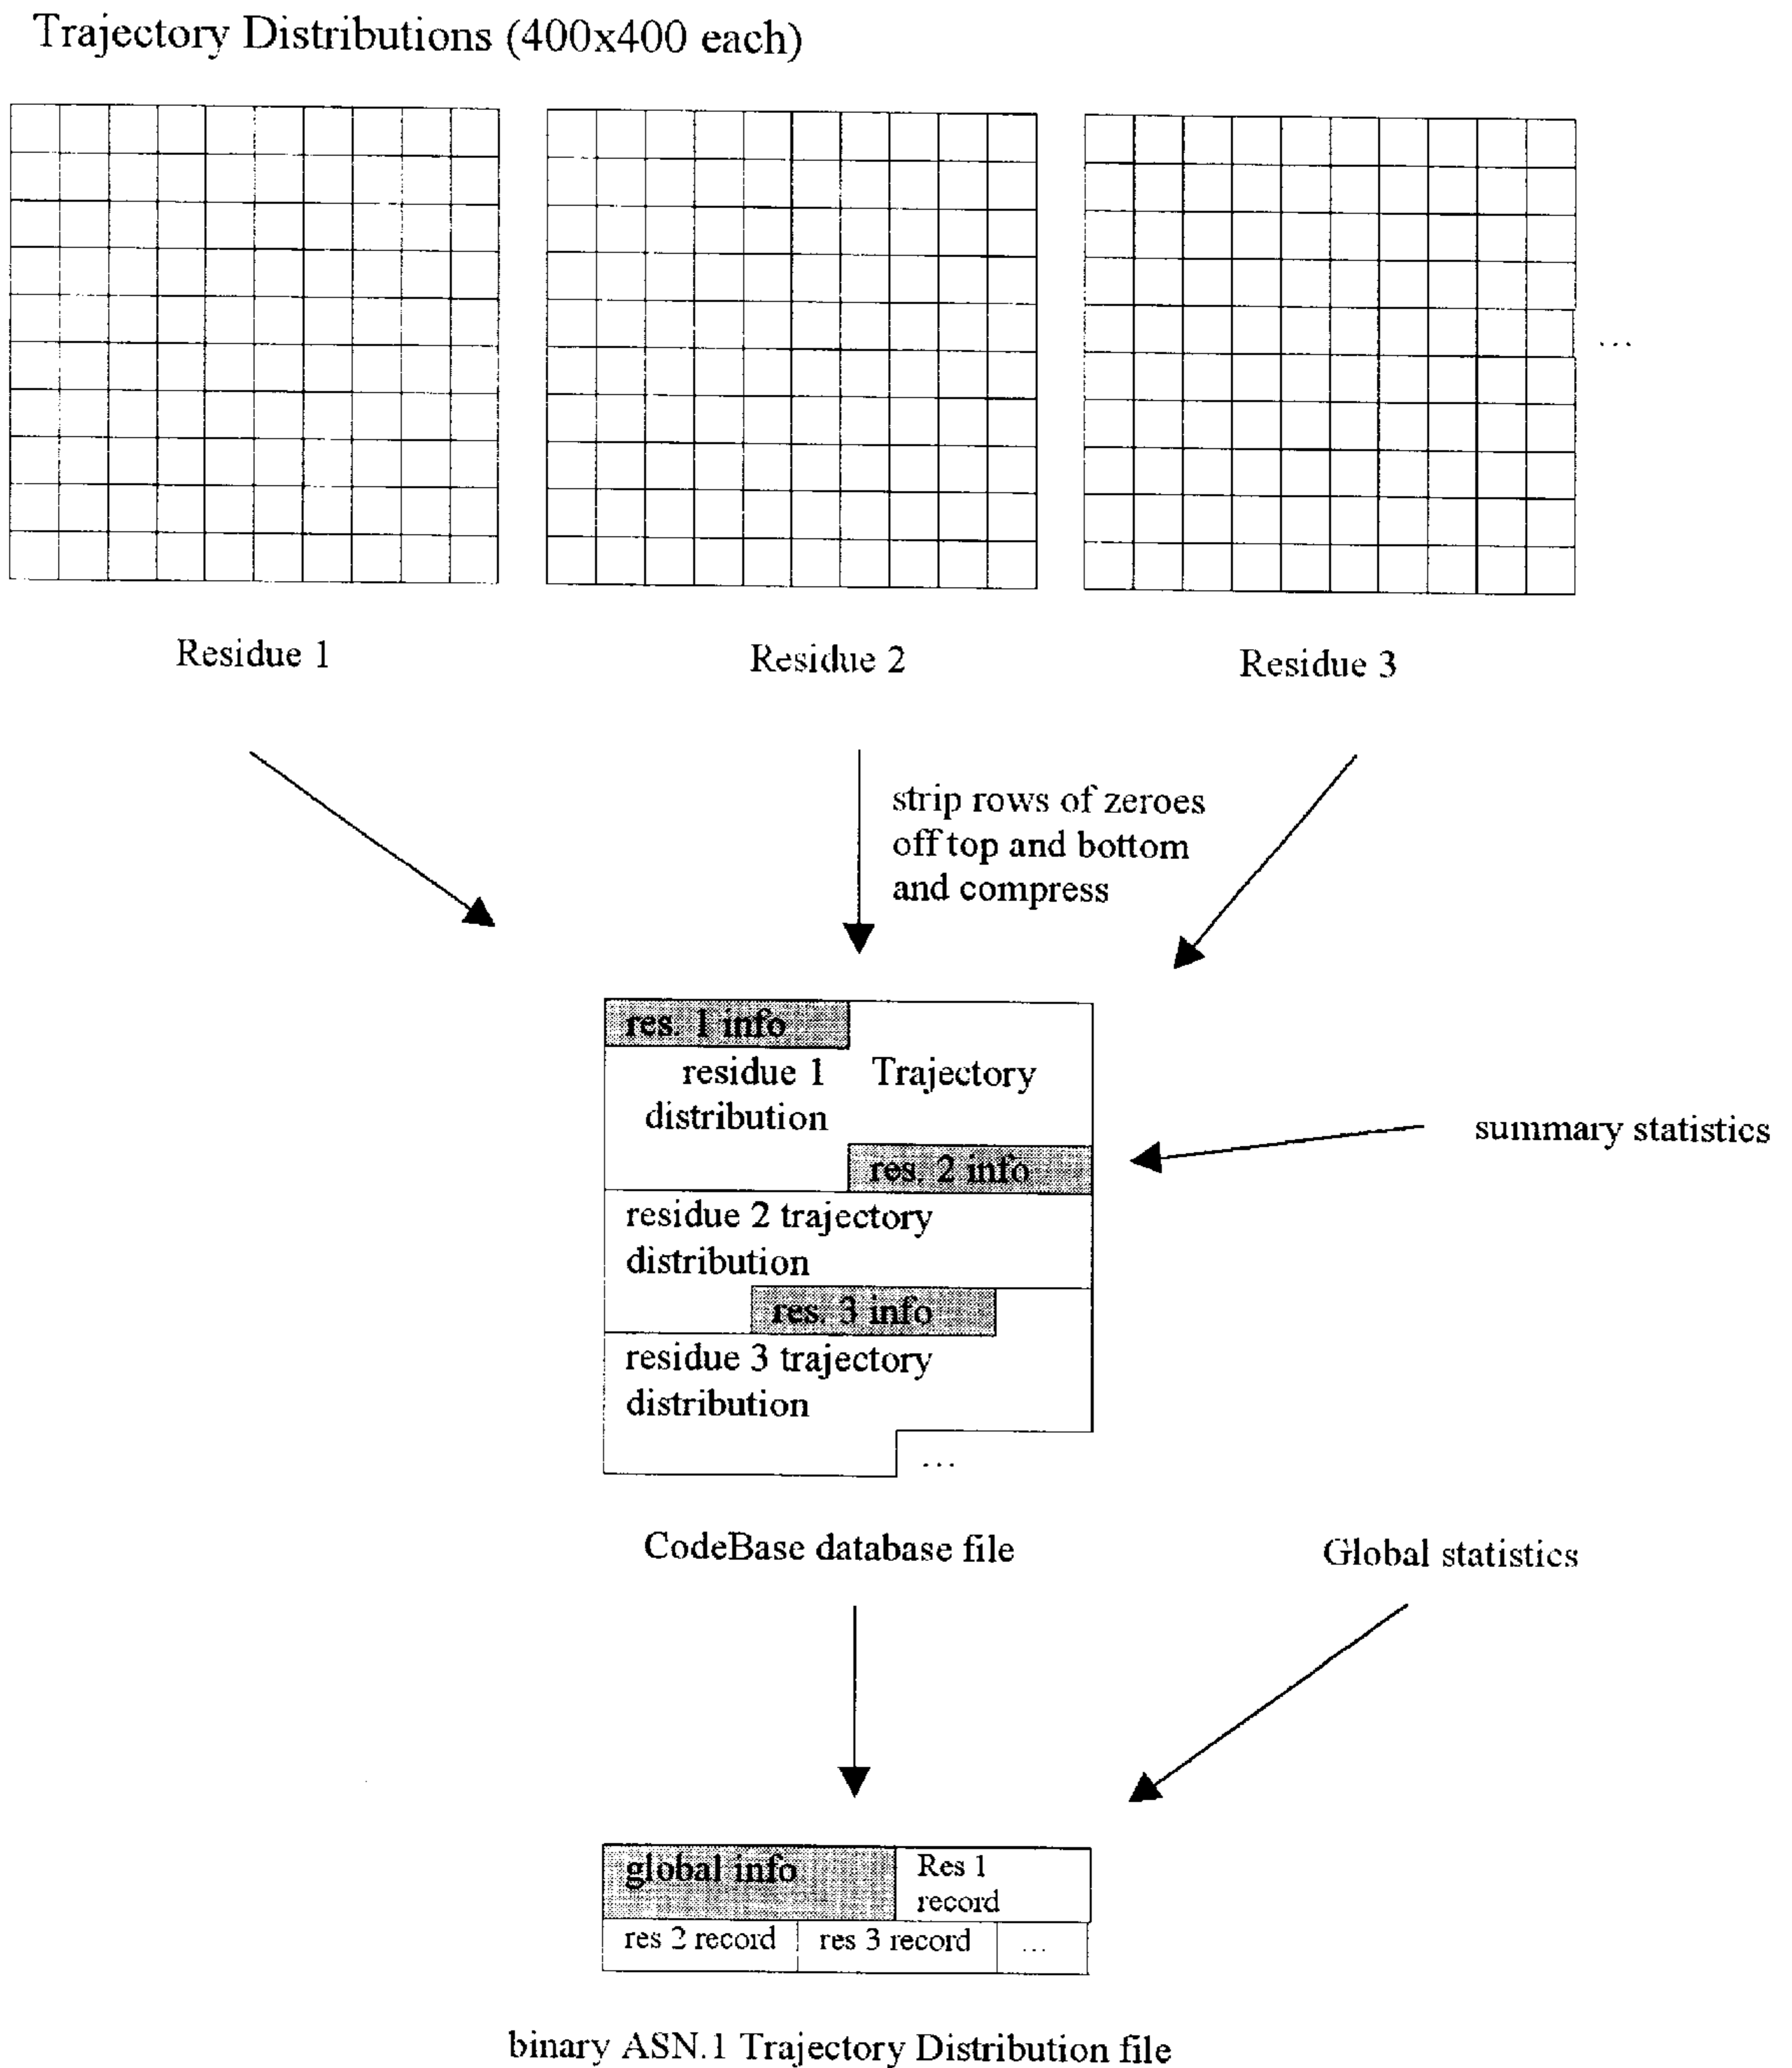 Trajectory Distributions (400x400 each)
...
Residue 1
Residue 2
Residue 3
strip rows of zeroes
off top and bottom
and compress
res. 1 info
residue 1 Trajectory
distribution
res. 2 info
summary statistics
residue 2 trajectory
distribution
res. 3 info
residue 3 trajectory
distribution
...
CodeBase database file
Global statistics
global info
Res 1
record
res 2 record
res 3 record
...
binary ASN.1 Trajectory Distribution file